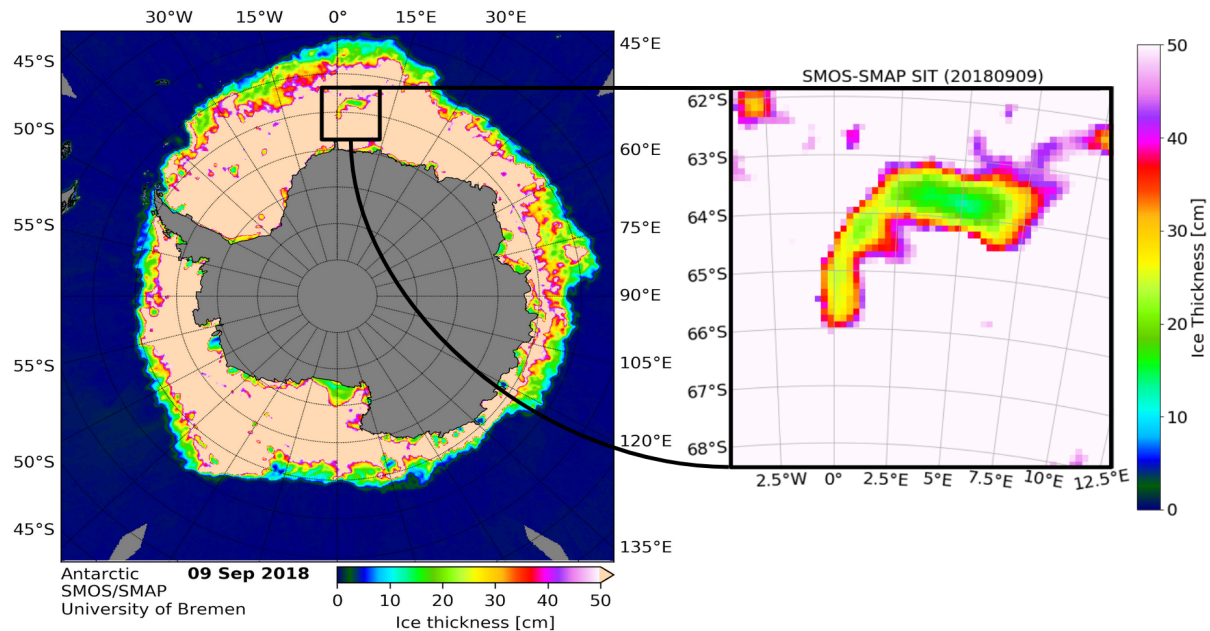 30°W 15°W 0° 15°E 30°E
45°S
50°S
55°S
55°S
50°S
45°S
45°E
60°E
75°E
90°E
105°E
120°E
135°E
Antarctic 09 Sep 2018
SMOS/SMAP
University of Bremen
0 10 20 30 40 50
Ice thickness [cm]
SMOS-SMAP SIT (20180909)
62°S
63°S
64°S
65°S
66°S
67°S
68°S
2.5°W 0° 2.5°E 5°E 7.5°E 10°E 12.5°E
50
40
30
20
10
0
Ice Thickness [cm]